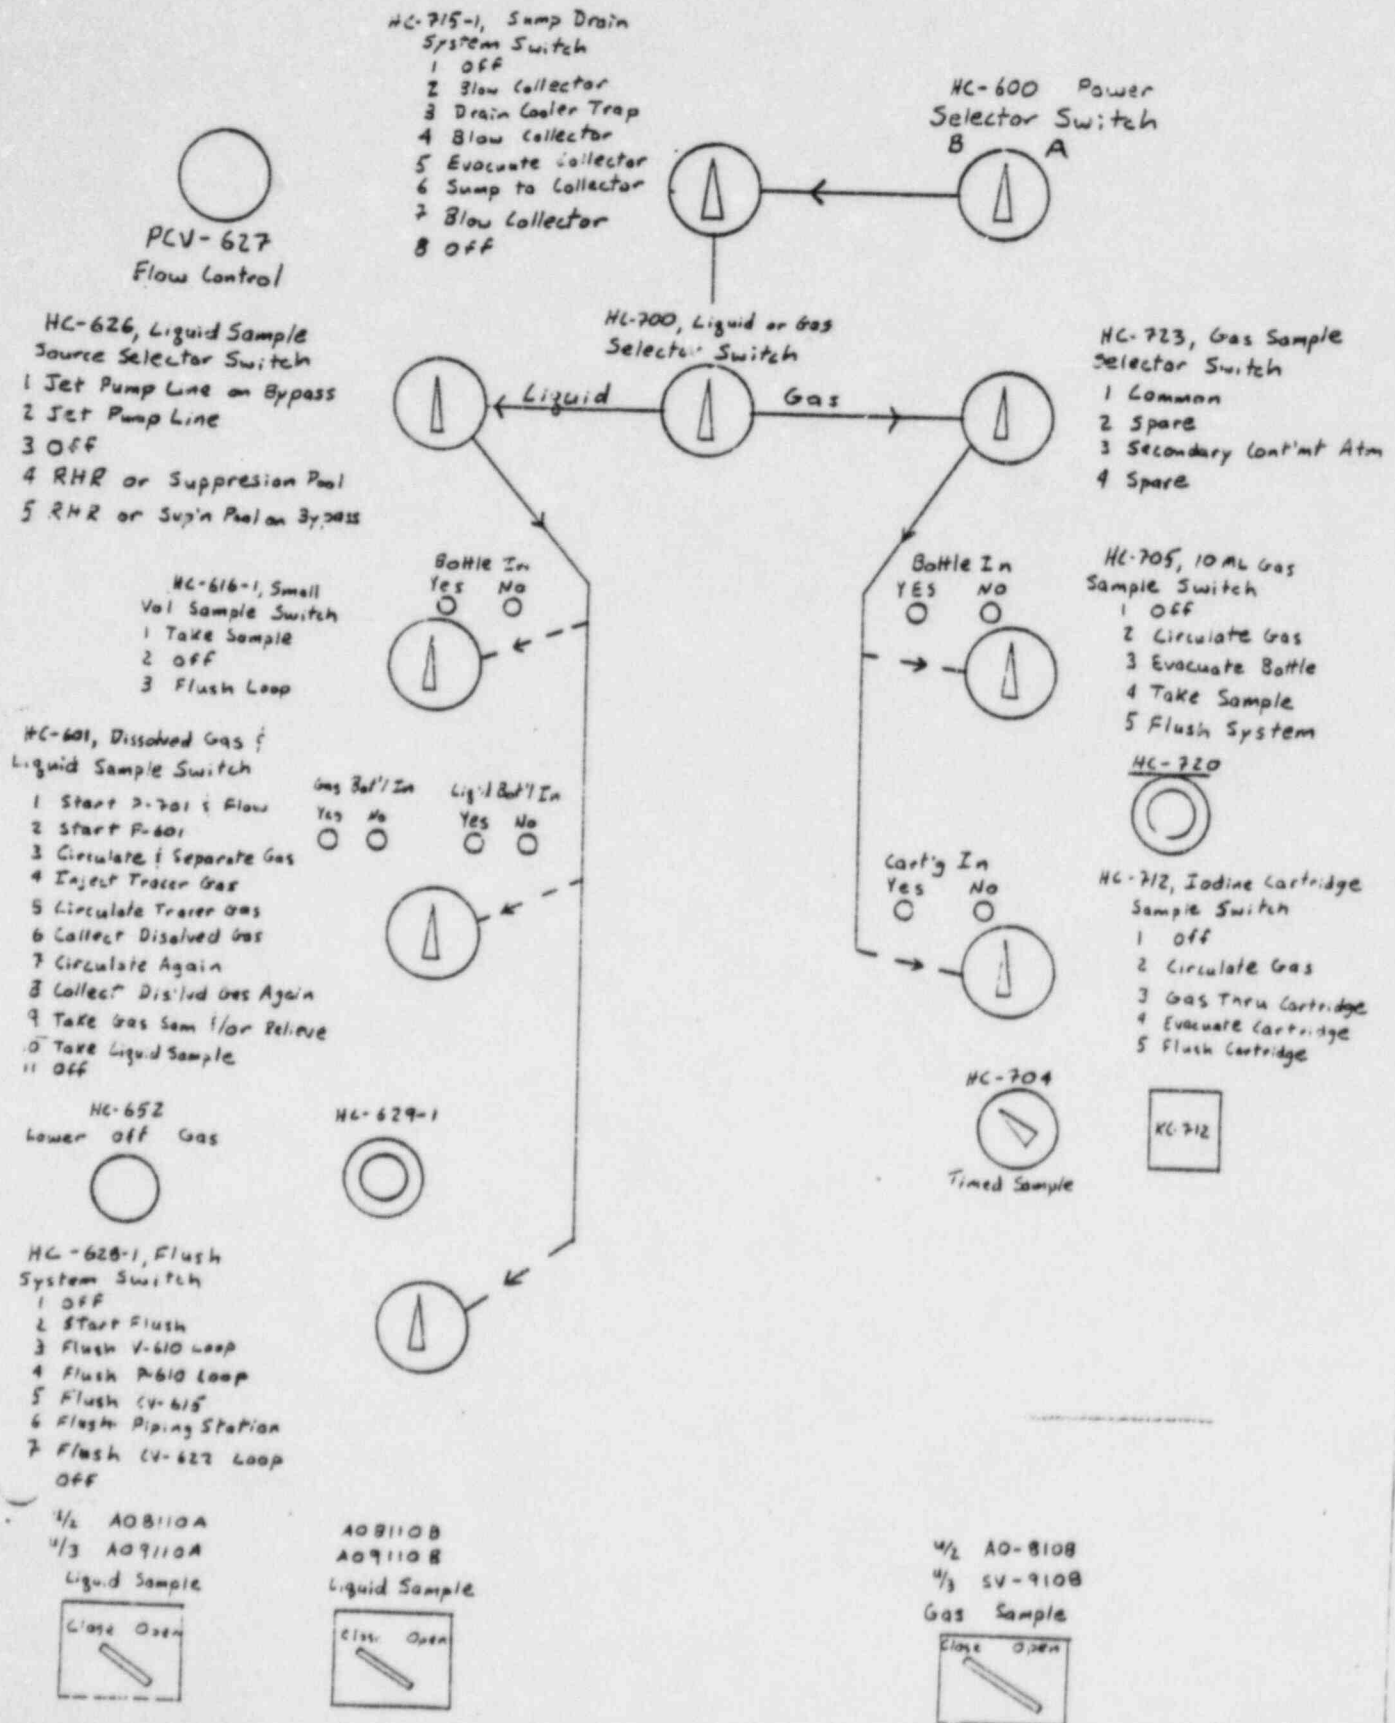 HC-715-1, Sump Drain
System Switch
1 Off
2 Blow Collector
3 Drain Cooler Trap
4 Blow Collector
5 Evacuate Collector
6 Sump to Collector
7 Blow Collector
8 Off
HC-600 Power
Selector Switch
B A
PCV-627
Flow Control
HC-626, Liquid Sample
Source Selector Switch
1 Jet Pump Line on Bypass
2 Jet Pump Line
3 Off
4 RHR or Suppresion Pool
5 RHR or Sup'n Pool on Bypass
HC-700, Liquid or Gas
Selector Switch
Liquid
Gas
HC-723, Gas Sample
Selector Switch
1 Common
2 Spare
3 Secondary Cont'mt Atm
4 Spare
HC-616-1, Small
Vol Sample Switch
1 Take Sample
2 Off
3 Flush Loop
Bottle In
Yes No
Bottle In
YES NO
HC-705, 10 ML Gas
Sample Switch
1 Off
2 Circulate Gas
3 Evacuate Bottle
4 Take Sample
5 Flush System
HC-720
HC-601, Dissolved Gas &
Liquid Sample Switch
1 Start P-701 & Flow
2 Start P-601
3 Circulate & Separate Gas
4 Inject Tracer Gas
5 Circulate Tracer Gas
6 Collect Disolved Gas
7 Circulate Again
8 Collect Dis'lvd Gas Again
9 Take Gas Sam &/or Relieve
0 Take Liquid Sample
11 Off
Gas Bot'l In
Yes No
Liq'd Bot'l In
Yes No
Cart'g In
Yes No
HC-712, Iodine Cartridge
Sample Switch
1 Off
2 Circulate Gas
3 Gas Thru Cartridge
4 Evacuate Cartridge
5 Flush Cartridge
HC-704
Timed Sample
KC-712
HC-652
Lower Off Gas
HC-629-1
HC-628-1, Flush
System Switch
1 Off
2 Start Flush
3 Flush V-610 Loop
4 Flush P-610 Loop
5 Flush CV-615
6 Flush Piping Station
7 Flush CV-622 Loop
Off
u/2 AO8110A
u/3 AO9110A
Liquid Sample
Close Open
AO8110B
AO9110B
Liquid Sample
Close Open
u/2 AO-8108
u/3 SV-9108
Gas Sample
Close Open